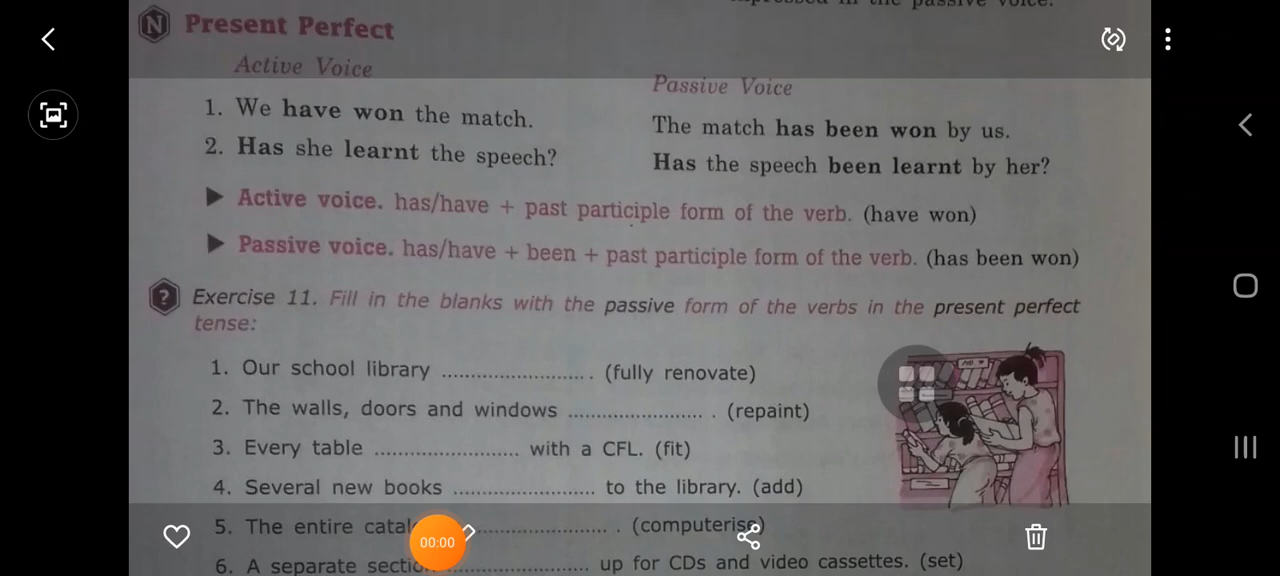 N Present Perfect
Active Voice
Passive Voice
1. We have won the match.
The match has been won by us.
2. Has she learnt the speech?
Has the speech been learnt by her?
▶ Active voice. has/have + past participle form of the verb. (have won)
▶ Passive voice. has/have + been + past participle form of the verb. (has been won)
? Exercise 11. Fill in the blanks with the passive form of the verbs in the present perfect
tense:
1. Our school library ........................ . (fully renovate)
2. The walls, doors and windows ..................... . (repaint)
3. Every table ........................ with a CFL. (fit)
4. Several new books ........................ to the library. (add)
5. The entire ........................ . (computerise)
00:00
6. A separate ........................ up for CDs and video cassettes. (set)